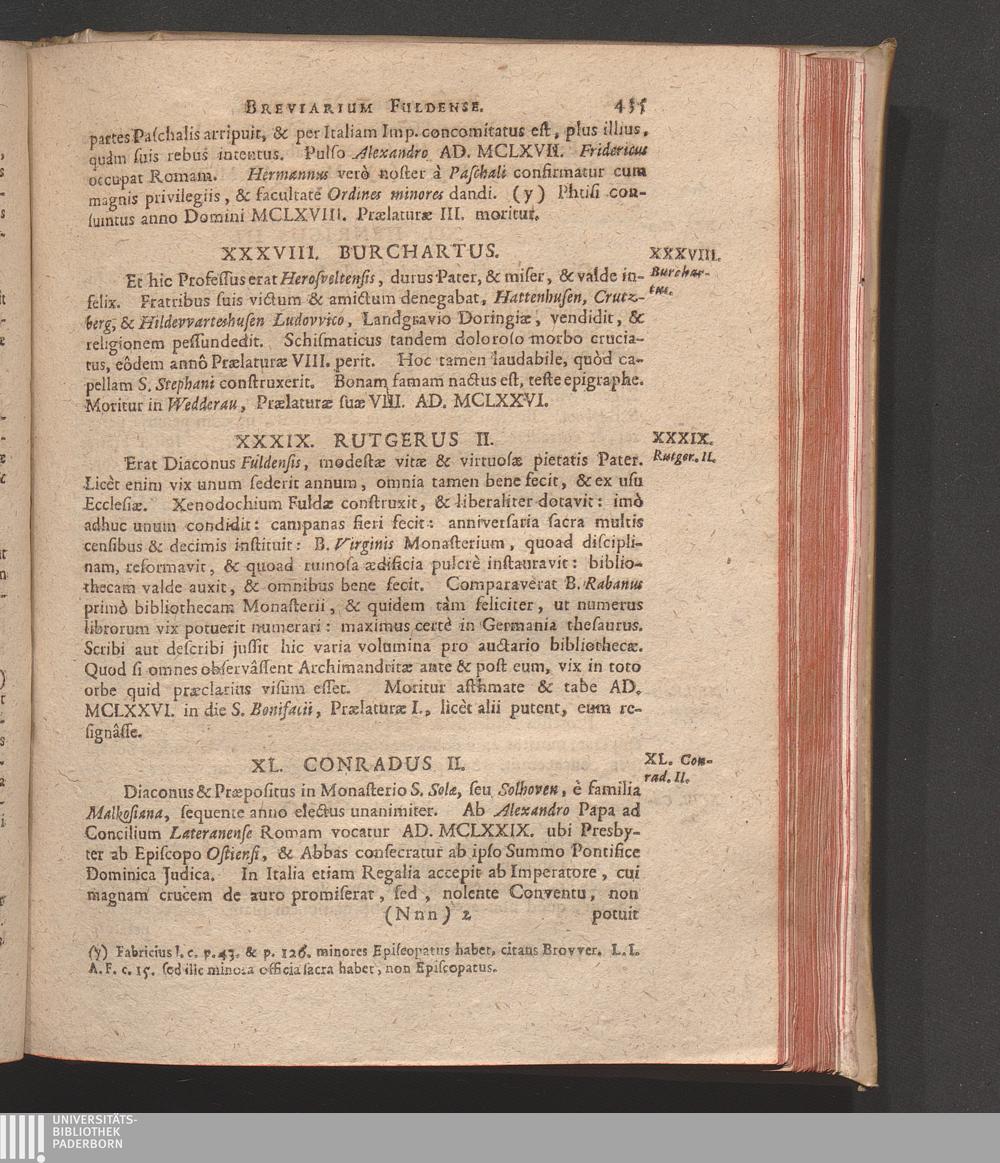 BREVIARIUM FULDENSE. 435
partes Paſchalis arripuit, & per Italiam Imp. concomitatus eſt, plus illius,
quàm ſuis rebus intentus. Pulſo Alexandro AD. MCLXVII. Fridericus
occupat Romam. Hermannus verò noſter à Paſchali confirmatur cum
magnis privilegiis, & facultate Ordines minores dandi. (y) Phtiſi con-
ſumtus anno Domini MCLXVIII. Prælaturæ III. moritur.
XXXVIII. BURCHARTUS.
XXXVIII.
Burchar-
tus.
Et hic Profeſſus erat Heroſveltenſis, durus Pater, & miſer, & valde in-
felix. Fratribus ſuis victum & amictum denegabat, Hattenhuſen, Crutz-
berg, & Hildevvarteshuſen Ludovvico, Landgravio Doringiæ, vendidit, &
religionem peſſundedit. Schiſmaticus tandem doloroſo morbo crucia-
tus, eôdem annô Prælaturæ VIII. perit. Hoc tamen laudabile, quòd ca-
pellam S. Stephani conſtruxerit. Bonam famam nactus eſt, teſte epigraphe.
Moritur in Wedderau, Prælaturæ ſuæ VIII. AD. MCLXXVI.
XXXIX. RUTGERUS II.
XXXIX.
Rutger. II.
Erat Diaconus Fuldenſis, modeſtæ vitæ & virtuoſæ pietatis Pater.
Licèt enim vix unum ſederit annum, omnia tamen bene fecit, & ex uſu
Eccleſiæ. Xenodochium Fuldæ conſtruxit, & liberaliter dotavit: imò
adhuc unum condidit: campanas fieri fecit: anniverſaria ſacra multis
cenſibus & decimis inſtituit: B. Virginis Monaſterium, quoad diſcipli-
nam, reformavit, & quoad ruinoſa ædificia pulcrè inſtauravit: biblio-
thecam valde auxit, & omnibus bene fecit. Comparaverat B. Rabanus
primò bibliothecam Monaſterii, & quidem tàm feliciter, ut numerus
librorum vix potuerit numerari: maximus certè in Germania theſaurus.
Scribi aut deſcribi juſſit hic varia volumina pro auctario bibliothecæ.
Quod ſi omnes obſervâſſent Archimandritæ ante & poſt eum, vix in toto
orbe quid præclarius viſum eſſet. Moritur aſthmate & tabe AD.
MCLXXVI. in die S. Bonifacii, Prælaturæ I., licèt alii putent, eum re-
ſignâſſe.
XL. CONRADUS II.
XL. Con-
rad. II.
Diaconus & Præpoſitus in Monaſterio S. Solæ, ſeu Solhoven, è familia
Malkoſiana, ſequente anno electus unanimiter. Ab Alexandro Papa ad
Concilium Lateranenſe Romam vocatur AD. MCLXXIX. ubi Presby-
ter ab Epiſcopo Oſtienſi, & Abbas conſecratur ab ipſo Summo Pontifice
Dominica Judica. In Italia etiam Regalia accepit ab Imperatore, cui
magnam crucem de auro promiſerat, ſed, nolente Conventu, non
(Nnn) 2 potuit
(y) Fabricius l. c. p. 43. & p. 126. minores Epiſcopatus habet, citans Brovver. L. I.
A. F. c. 15. ſed ille minora officia ſacra habet, non Epiſcopatus.
UNIVERSITÄTS-
BIBLIOTHEK
PADERBORN